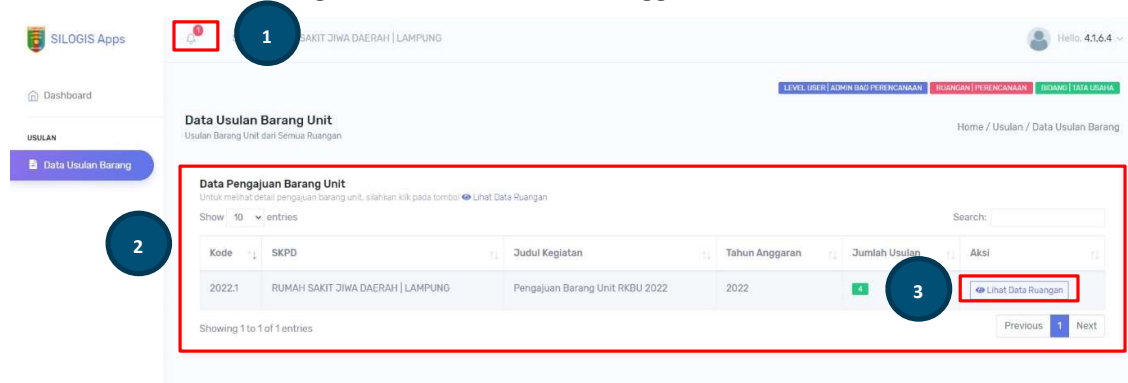 SILOGIS Apps
1
SAKIT JIWA DAERAH | LAMPUNG
Hello, 4.1.6.4
Dashboard
LEVEL USER | ADMIN BAG PERENCANAAN
RUANGAN | PERENCANAAN
BIDANG | TATA USAHA
USULAN
Data Usulan Barang Unit
Usulan Barang Unit dari Semua Ruangan
Home / Usulan / Data Usulan Barang
Data Usulan Barang
2
Data Pengajuan Barang Unit
Untuk melihat detail pengajuan barang unit, silahkan klik pada tombol Lihat Data Ruangan
Show 10 entries
Search:
Kode SKPD Judul Kegiatan Tahun Anggaran Jumlah Usulan Aksi
2022.1 RUMAH SAKIT JIWA DAERAH | LAMPUNG Pengajuan Barang Unit RKBU 2022 2022 4 3 Lihat Data Ruangan
Showing 1 to 1 of 1 entries
Previous 1 Next